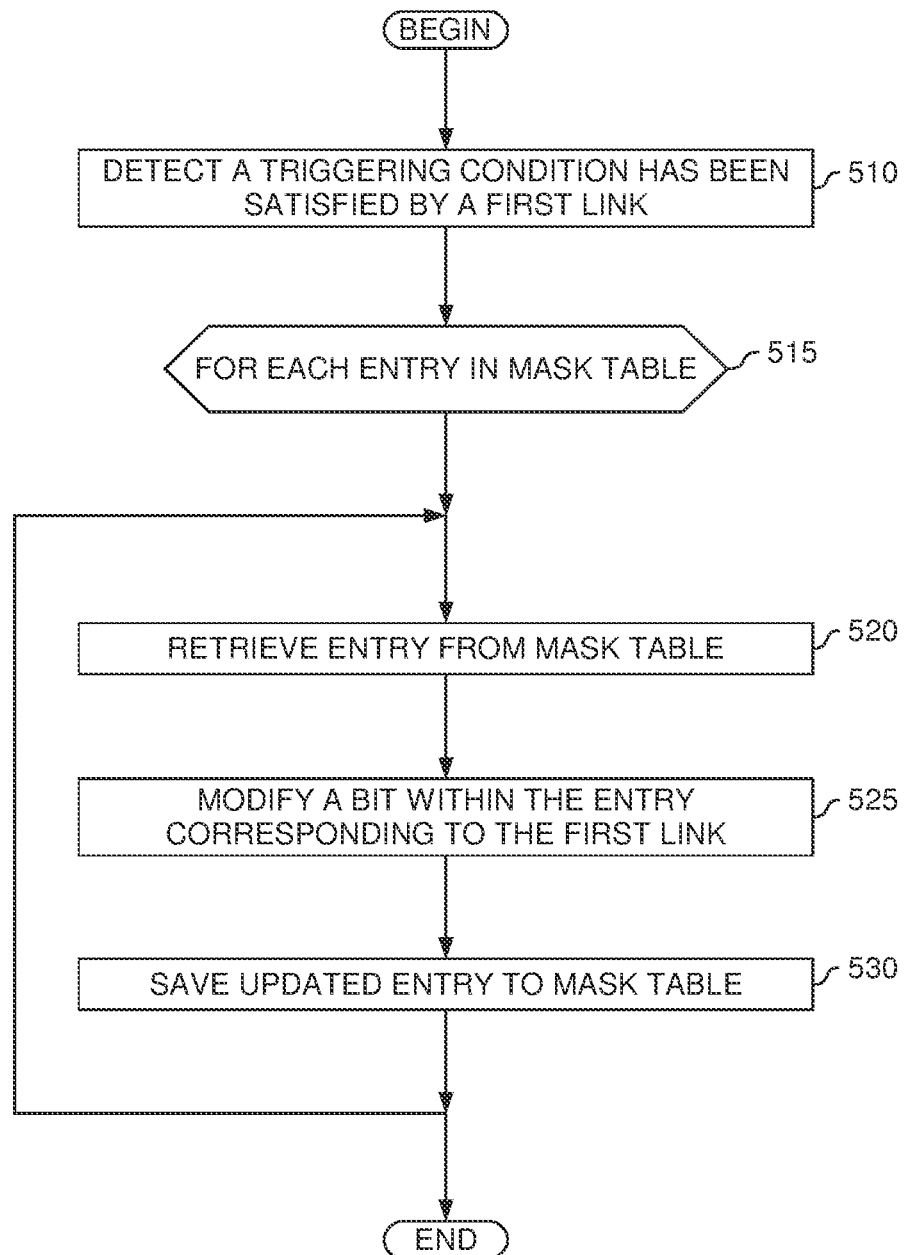 BEGIN
DETECT A TRIGGERING CONDITION HAS BEEN
SATISFIED BY A FIRST LINK
510
FOR EACH ENTRY IN MASK TABLE
515
RETRIEVE ENTRY FROM MASK TABLE
520
MODIFY A BIT WITHIN THE ENTRY
CORRESPONDING TO THE FIRST LINK
525
SAVE UPDATED ENTRY TO MASK TABLE
530
END